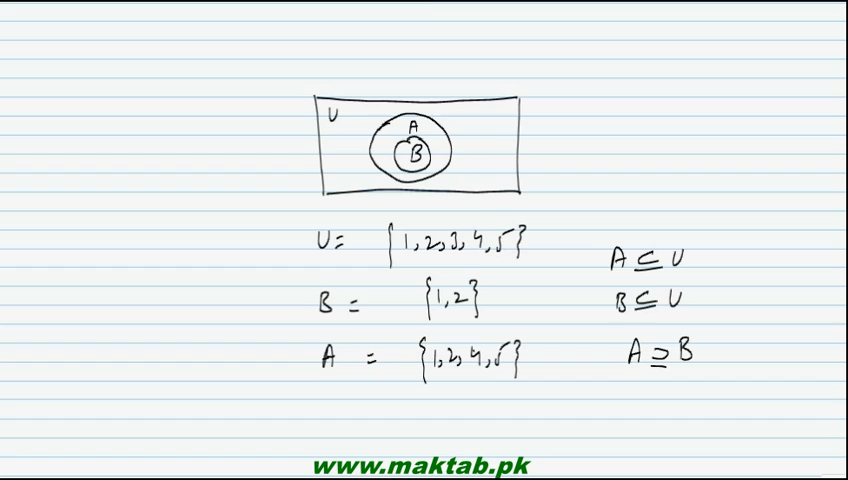 U
A
B
U = {1,2,3,4,5}
A ⊆ U
B = {1,2}
B ⊆ U
A = {1,2,4,5}
A ⊇ B
www.maktab.pk